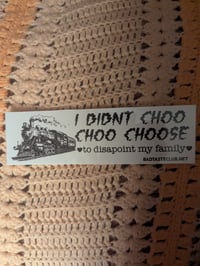 I DIDNT CHOO
CHOO CHOOSE
♥to disapoint my family♥
BADTASTECLUB.NET